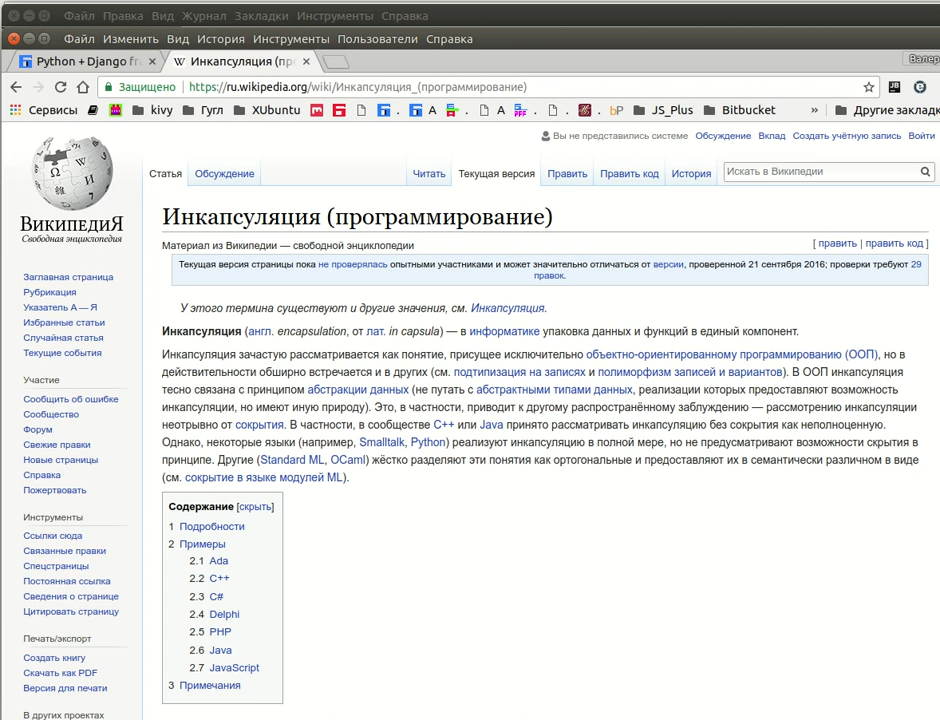 Файл Правка Вид Журнал Закладки Инструменты Справка
Файл Изменить Вид История Инструменты Пользователи Справка
Python + Django fr
Инкапсуляция (про
Валер
Защищено https://ru.wikipedia.org/wiki/Инкапсуляция_(программирование)
JB
Сервисы kivy Гугл XUbuntu . A . A . bP JS_Plus Bitbucket » Другие заклад
Вы не представились системе Обсуждение Вклад Создать учётную запись Войти
Статья Обсуждение Читать Текущая версия Править Править код История Искать в Википедии
ВикипедиЯ
Свободная энциклопедия
Инкапсуляция (программирование)
Материал из Википедии — свободной энциклопедии
[ править | править код ]
Текущая версия страницы пока не проверялась опытными участниками и может значительно отличаться от версии, проверенной 21 сентября 2016; проверки требуют 29
правок.
У этого термина существуют и другие значения, см. Инкапсуляция.
Инкапсуляция (англ. encapsulation, от лат. in capsula) — в информатике упаковка данных и функций в единый компонент.
Инкапсуляция зачастую рассматривается как понятие, присущее исключительно объектно-ориентированному программированию (ООП), но в
действительности обширно встречается и в других (см. подтипизация на записях и полиморфизм записей и вариантов). В ООП инкапсуляция
тесно связана с принципом абстракции данных (не путать с абстрактными типами данных, реализации которых предоставляют возможность
инкапсуляции, но имеют иную природу). Это, в частности, приводит к другому распространённому заблуждению — рассмотрению инкапсуляции
неотрывно от сокрытия. В частности, в сообществе C++ или Java принято рассматривать инкапсуляцию без сокрытия как неполноценную.
Однако, некоторые языки (например, Smalltalk, Python) реализуют инкапсуляцию в полной мере, но не предусматривают возможности скрытия в
принципе. Другие (Standard ML, OCaml) жёстко разделяют эти понятия как ортогональные и предоставляют их в семантически различном в виде
(см. сокрытие в языке модулей ML).
Содержание [скрыть]
1 Подробности
2 Примеры
2.1 Ada
2.2 C++
2.3 C#
2.4 Delphi
2.5 PHP
2.6 Java
2.7 JavaScript
3 Примечания
Заглавная страница
Рубрикация
Указатель А — Я
Избранные статьи
Случайная статья
Текущие события
Участие
Сообщить об ошибке
Сообщество
Форум
Свежие правки
Новые страницы
Справка
Пожертвовать
Инструменты
Ссылки сюда
Связанные правки
Спецстраницы
Постоянная ссылка
Сведения о странице
Цитировать страницу
Печать/экспорт
Создать книгу
Скачать как PDF
Версия для печати
В других проектах